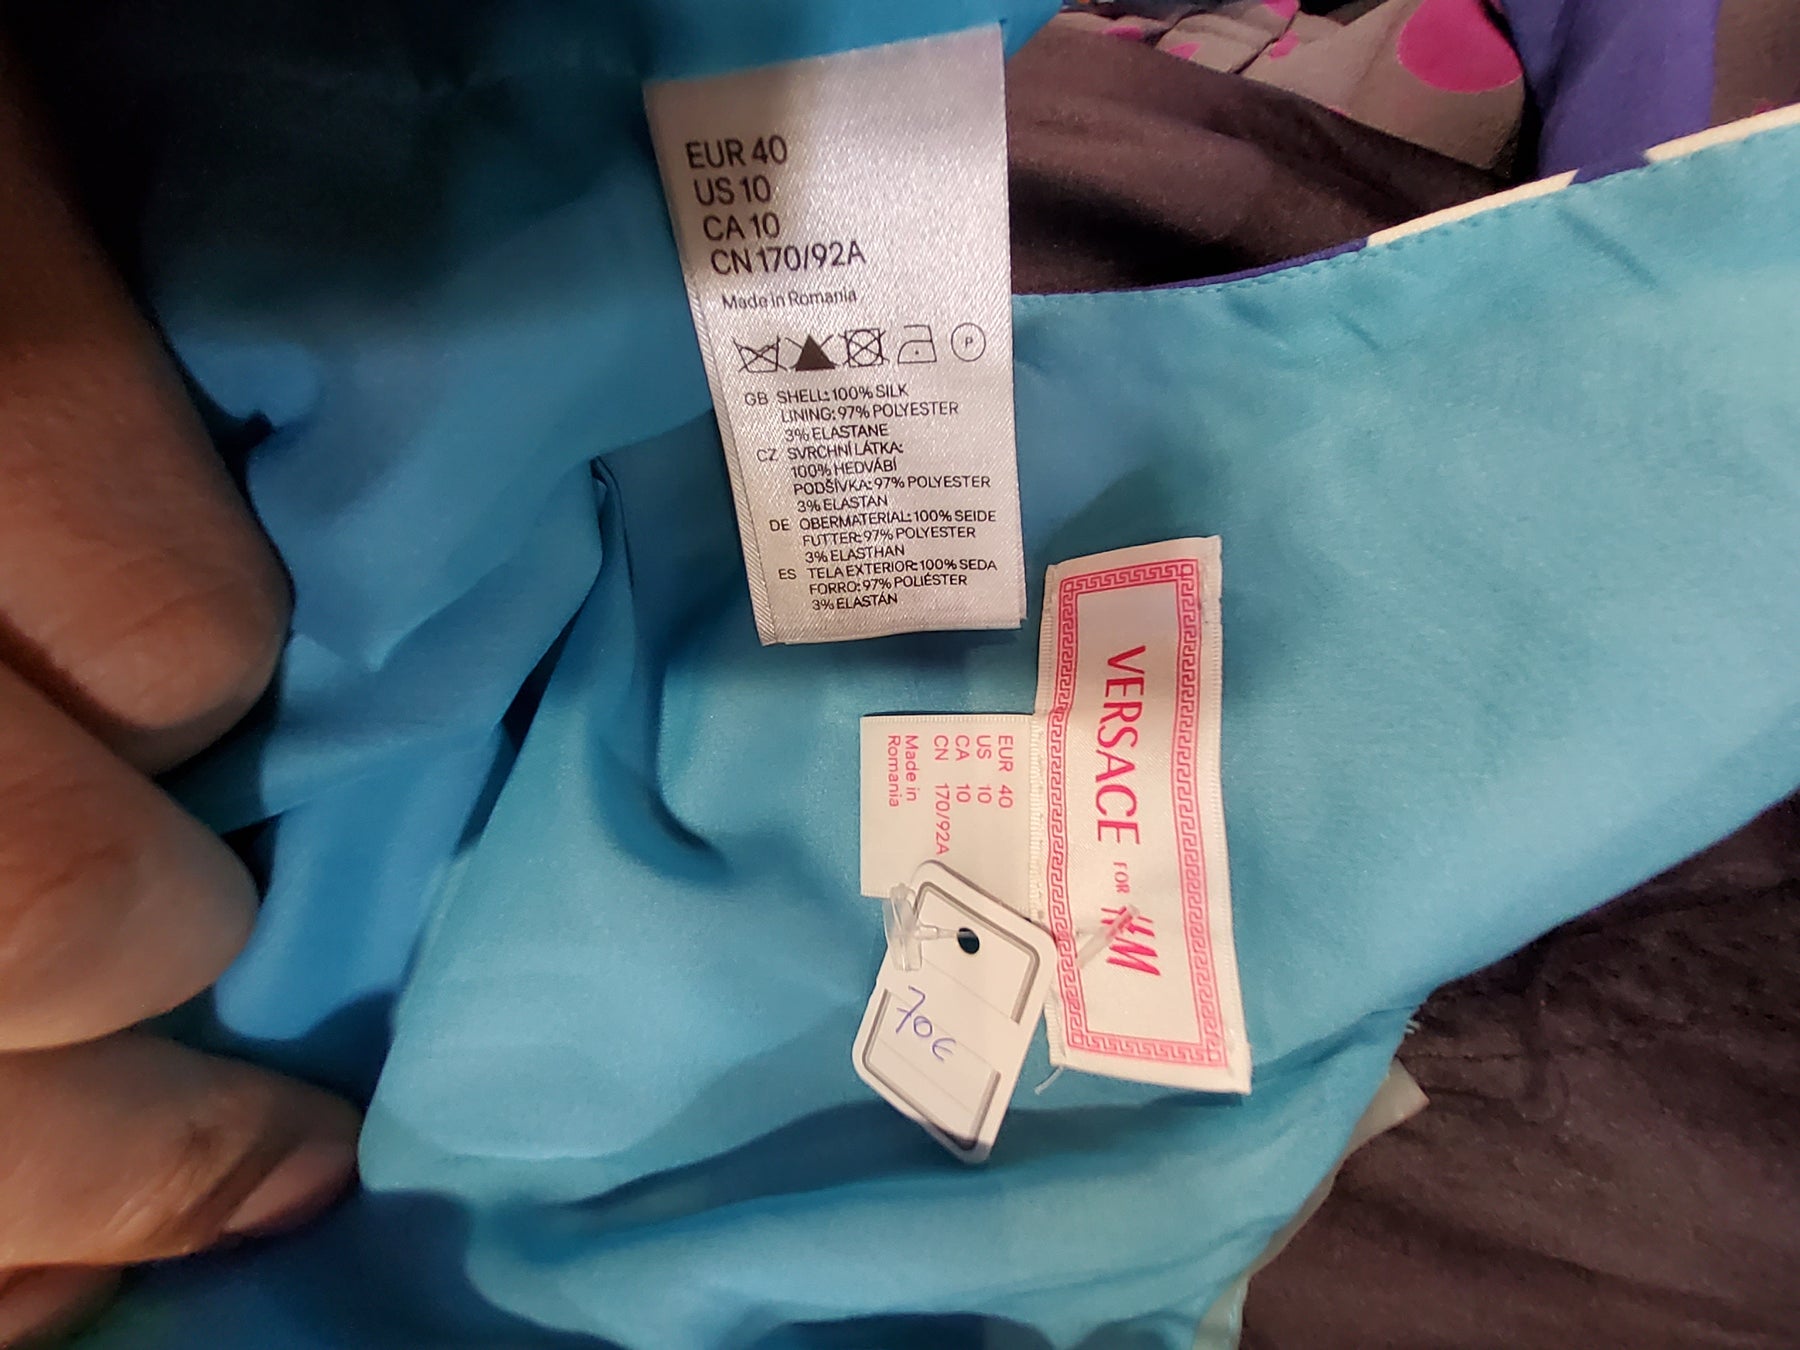 EUR 40
US 10
CA 10
CN 170/92A
Made in Romania
P
GB SHELL: 100% SILK
LINING: 97% POLYESTER
3% ELASTANE
CZ SVRCHNÍ LÁTKA:
100% HEDVÁBÍ
PODŠÍVKA: 97% POLYESTER
3% ELASTAN
DE OBERMATERIAL: 100% SEIDE
FUTTER: 97% POLYESTER
3% ELASTHAN
ES TELA EXTERIOR: 100% SEDA
FORRO: 97% POLIÉSTER
3% ELASTÁN
VERSACE FOR H&M
EUR 40
US 10
CA 10
CN 170/92A
Made in
Romania
70€